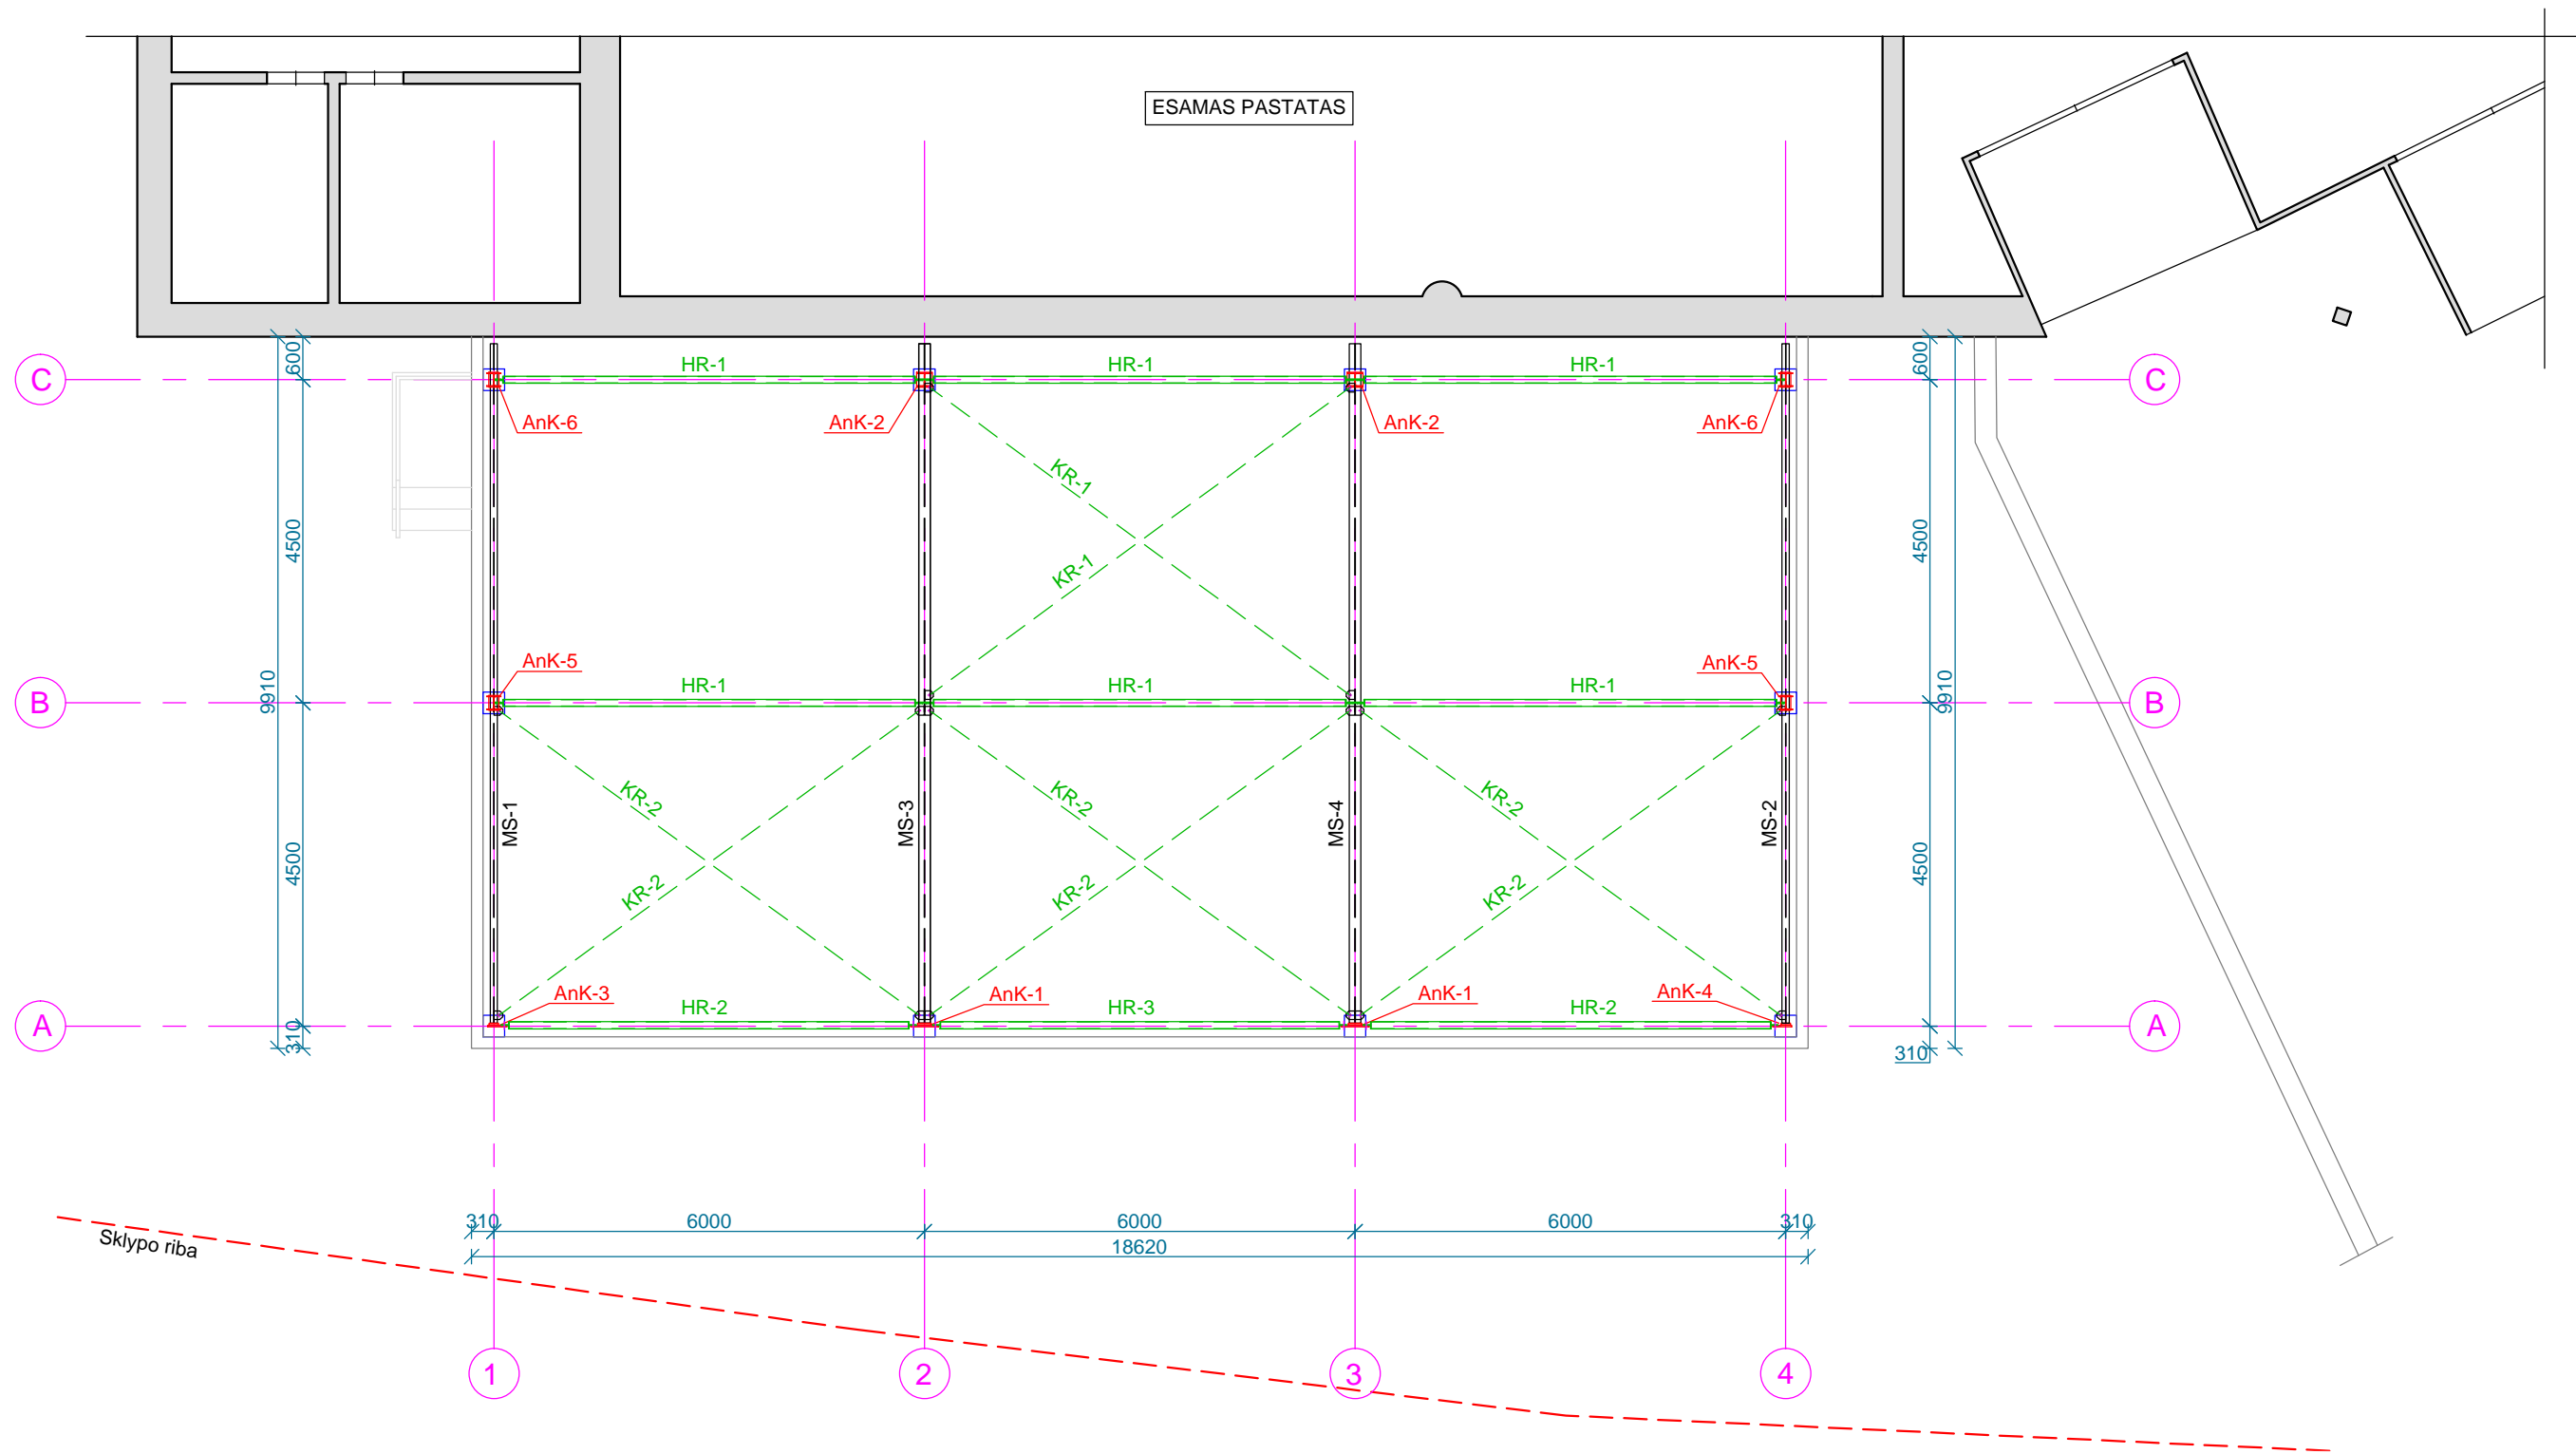 ESAMAS PASTATAS
600
HR-1
HR-1
HR-1
600
C
C
AnK-6
AnK-2
AnK-2
AnK-6
KR-1
4500
4500
KR-1
AnK-5
AnK-5
9910
HR-1
HR-1
HR-1
9910
B
B
KR-2
KR-2
KR-2
MS-1
MS-3
MS-4
MS-2
4500
4500
KR-2
KR-2
KR-2
AnK-3
AnK-1
AnK-1
AnK-4
HR-2
HR-3
HR-2
A
A
310
310
310
6000
6000
6000
310
18620
Sklypo riba
1
2
3
4